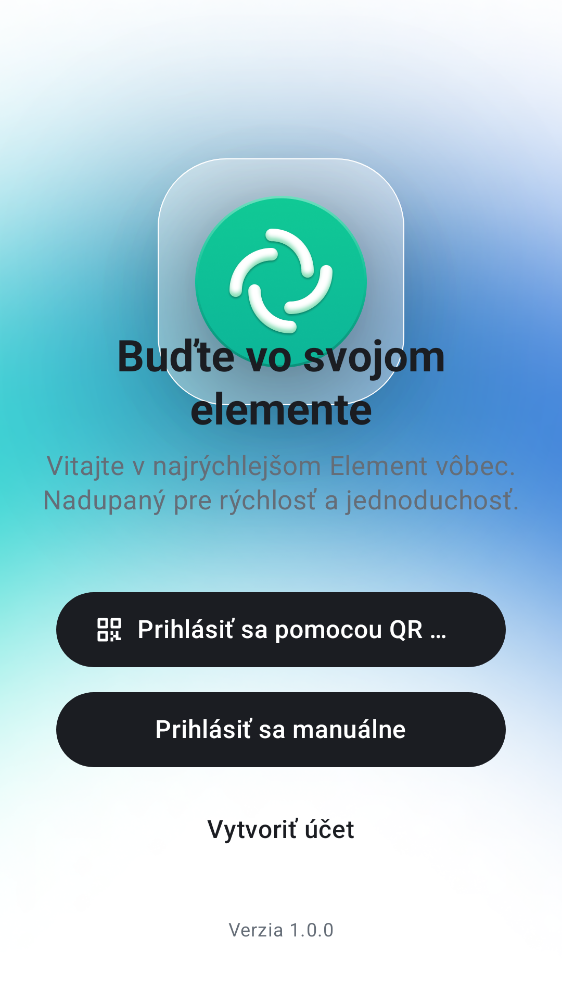 Buďte vo svojom
elemente
Vitajte v najrýchlejšom Element vôbec.
Nadupaný pre rýchlosť a jednoduchosť.
Prihlásiť sa pomocou QR ...
Prihlásiť sa manuálne
Vytvoriť účet
Verzia 1.0.0